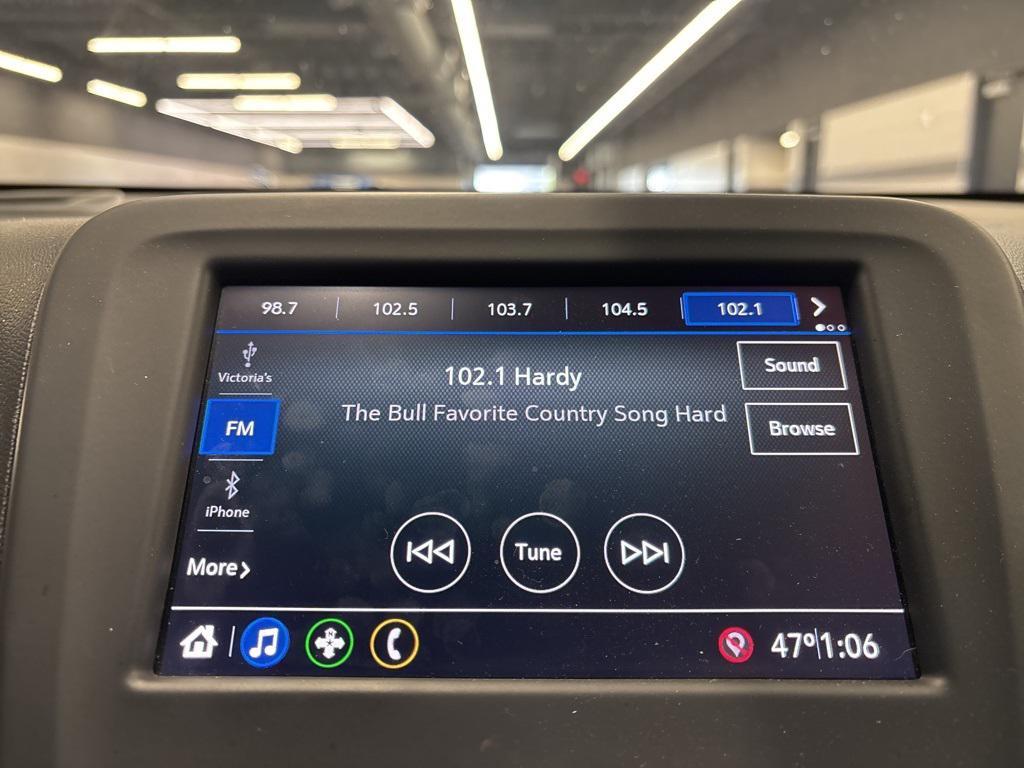 98.7 102.5 103.7 104.5 102.1
Victoria's
102.1 Hardy
Sound
The Bull Favorite Country Song Hard
FM
Browse
iPhone
Tune
More
47º 1:06